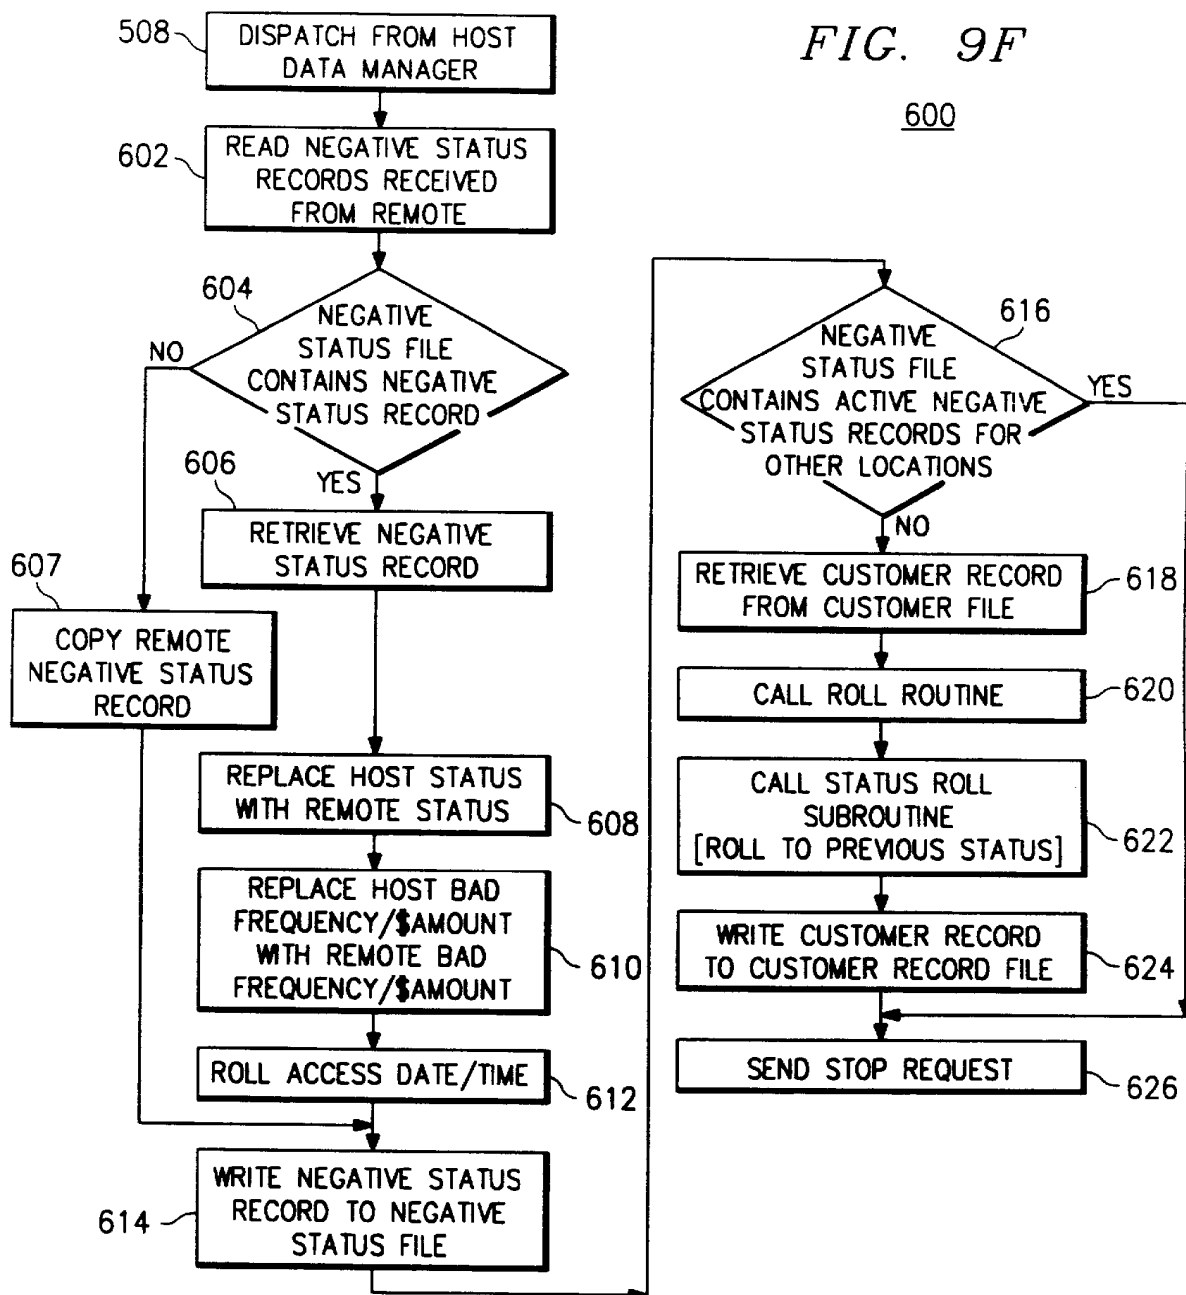 FIG. 9F
600
508
DISPATCH FROM HOST
DATA MANAGER
602
READ NEGATIVE STATUS
RECORDS RECEIVED
FROM REMOTE
604
NEGATIVE
STATUS FILE
CONTAINS NEGATIVE
STATUS RECORD
NO
YES
606
RETRIEVE NEGATIVE
STATUS RECORD
607
COPY REMOTE
NEGATIVE STATUS
RECORD
REPLACE HOST STATUS
WITH REMOTE STATUS
608
REPLACE HOST BAD
FREQUENCY/$AMOUNT
WITH REMOTE BAD
FREQUENCY/$AMOUNT
610
ROLL ACCESS DATE/TIME
612
WRITE NEGATIVE STATUS
RECORD TO NEGATIVE
STATUS FILE
614
616
NEGATIVE
STATUS FILE
CONTAINS ACTIVE NEGATIVE
STATUS RECORDS FOR
OTHER LOCATIONS
YES
NO
RETRIEVE CUSTOMER RECORD
FROM CUSTOMER FILE
618
CALL ROLL ROUTINE
620
CALL STATUS ROLL
SUBROUTINE
[ROLL TO PREVIOUS STATUS]
622
WRITE CUSTOMER RECORD
TO CUSTOMER RECORD FILE
624
SEND STOP REQUEST
626